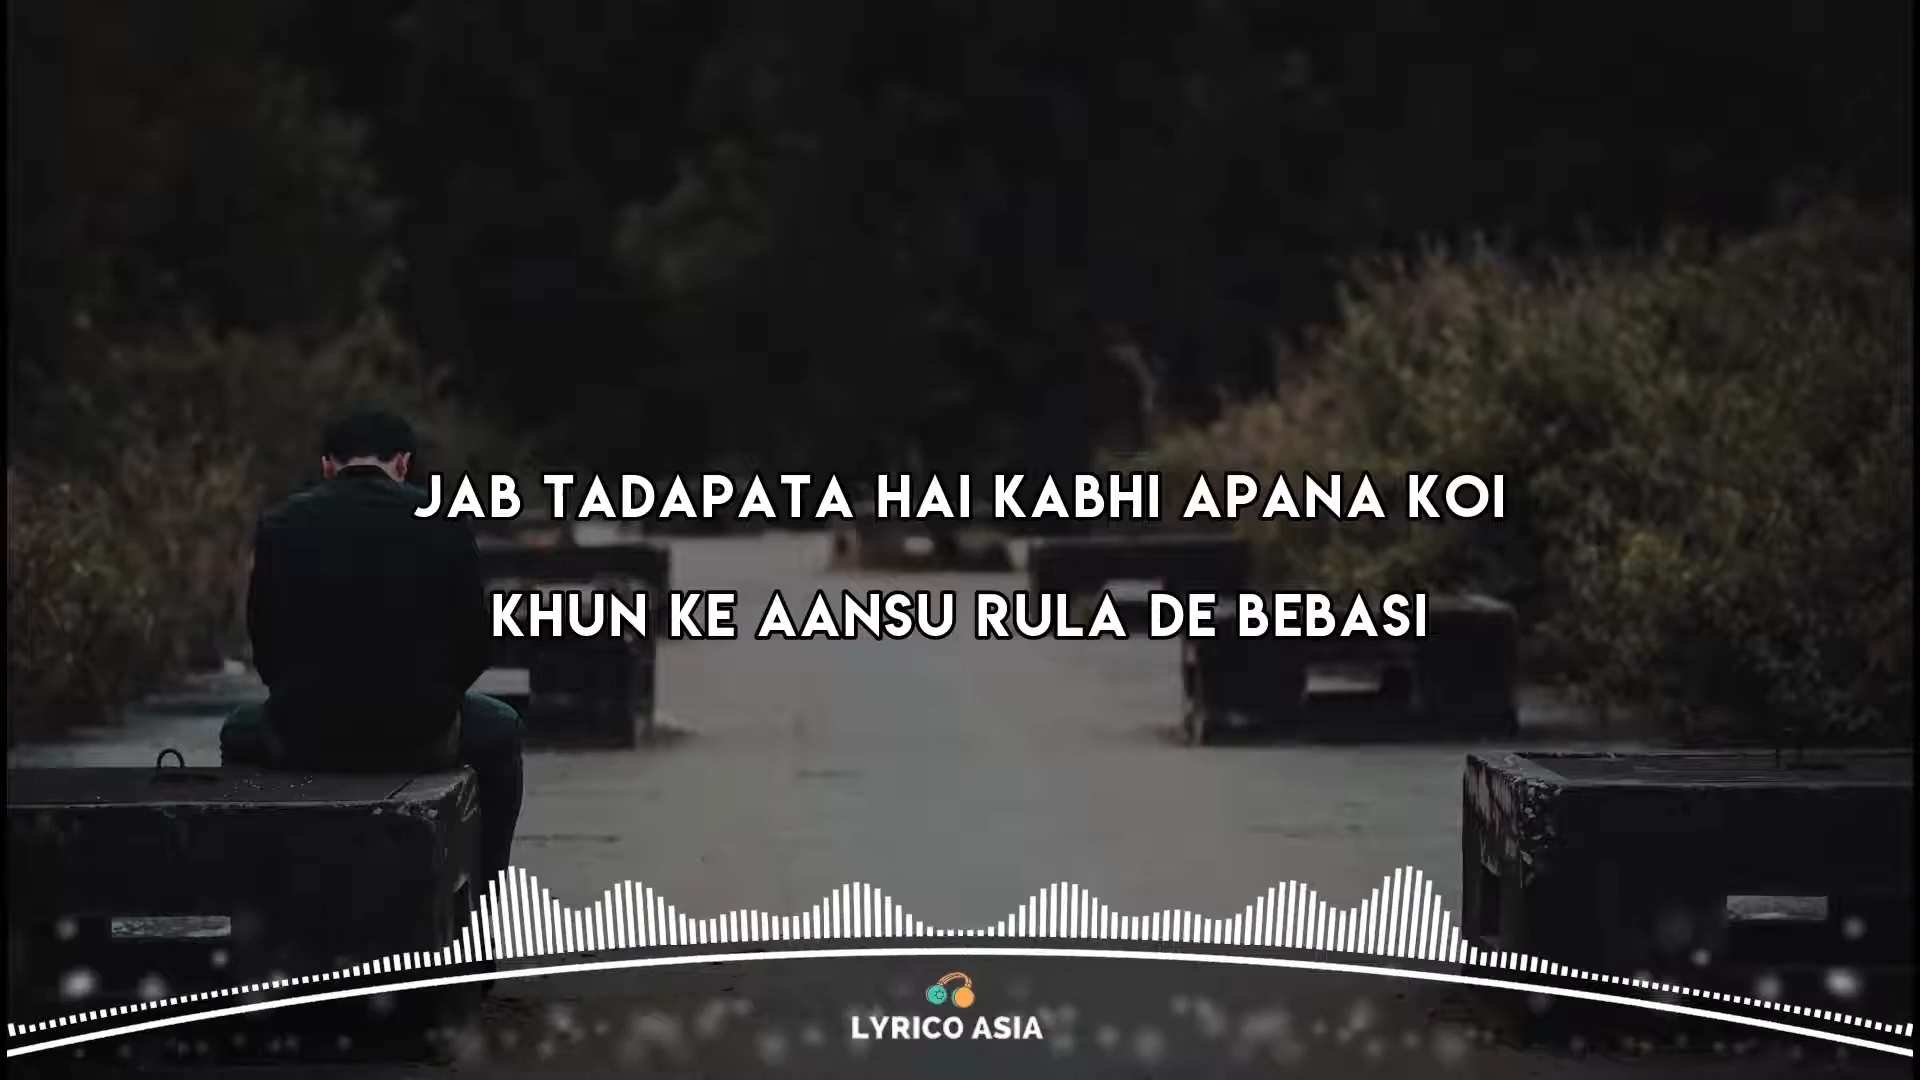 JAB TADAPATA HAI KABHI APANA KOI
KHUN KE AANSU RULA DE BEBASI
LYRICO ASIA